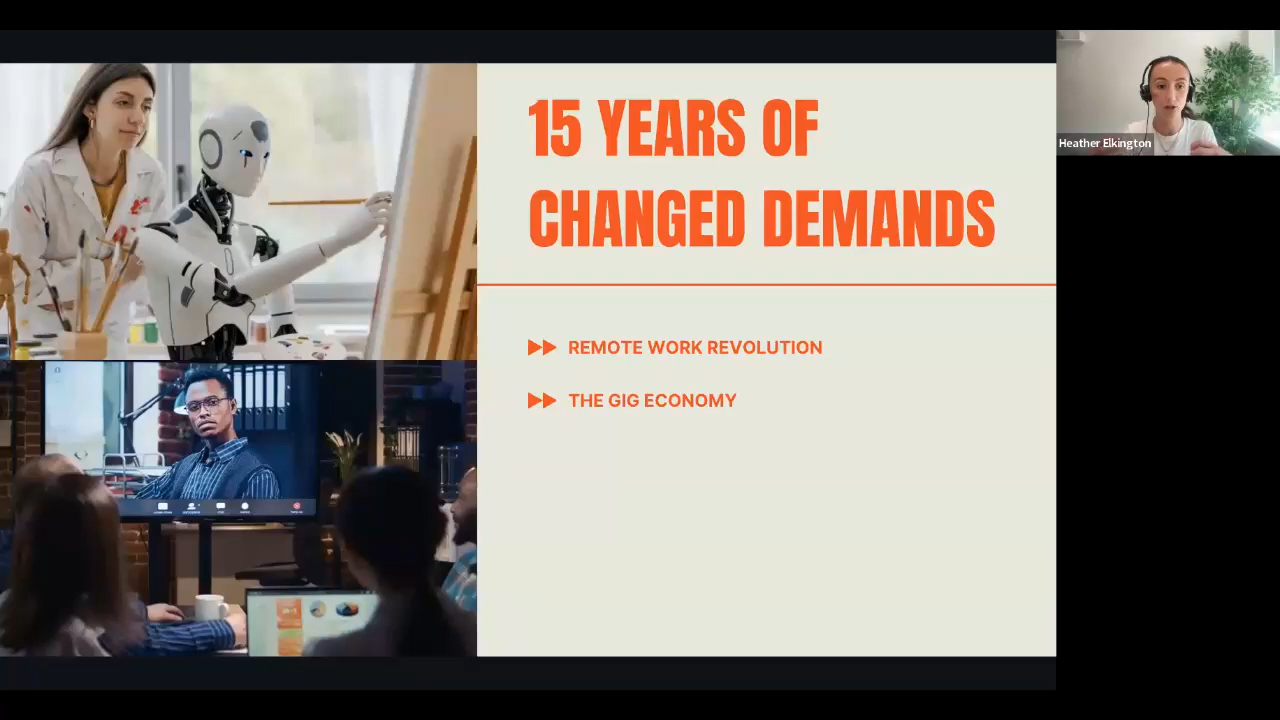 15 YEARS OF
CHANGED DEMANDS
REMOTE WORK REVOLUTION
THE GIG ECONOMY
Heather Elkington